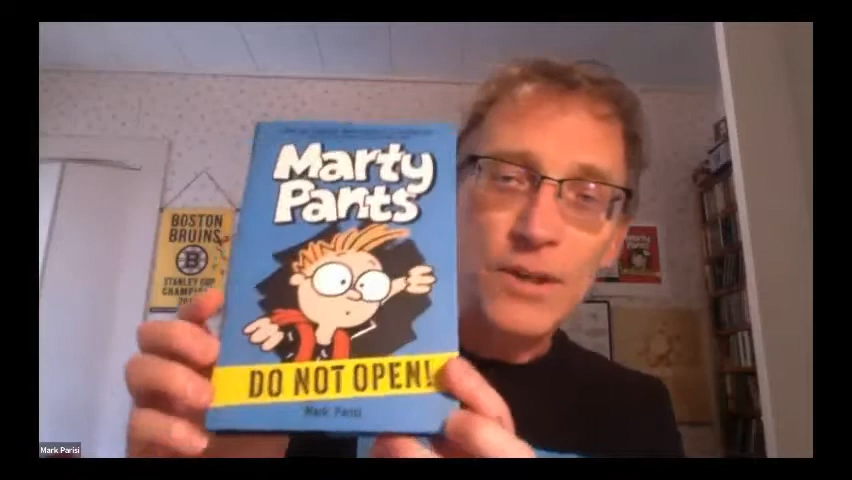 Marty
Pants
DO NOT OPEN!
Mark Parisi
BOSTON
BRUINS
B
STANLEY CUP
Mark Parisi